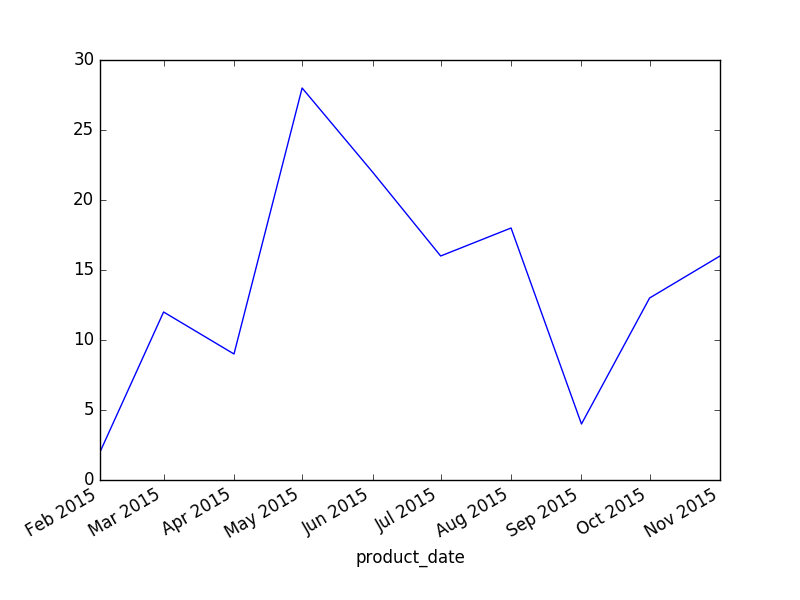 30
25
20
15
10
5
0
Feb 2015
Mar 2015
Apr 2015
May 2015
Jun 2015
Jul 2015
Aug 2015
Sep 2015
Oct 2015
Nov 2015
product_date